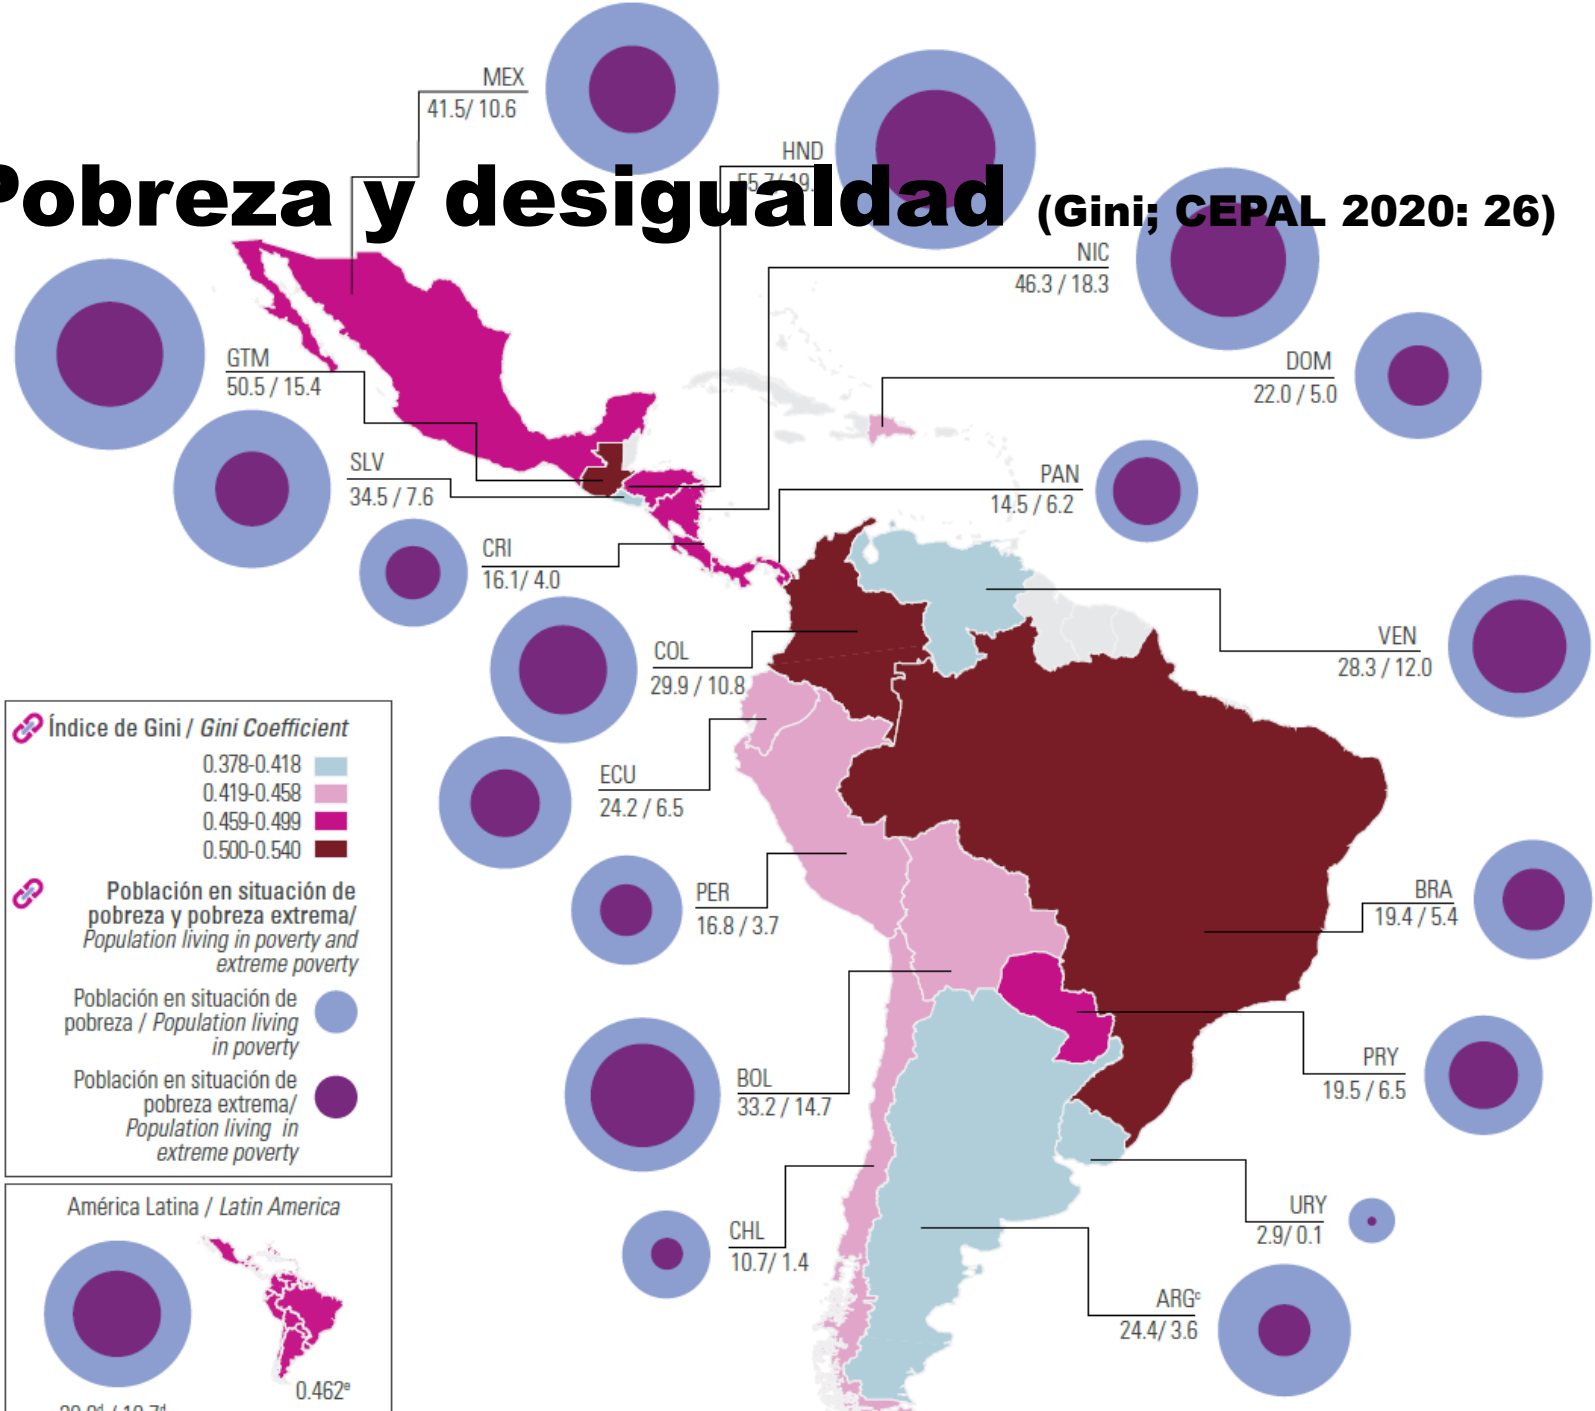 MEX
41.5/ 10.6
HND
55.7/ 19.
Pobreza y desigualdad (Gini; CEPAL 2020: 26)
NIC
46.3 / 18.3
GTM
50.5 / 15.4
DOM
22.0 / 5.0
SLV
34.5 / 7.6
PAN
14.5 / 6.2
CRI
16.1/ 4.0
COL
29.9 / 10.8
VEN
28.3 / 12.0
ECU
24.2 / 6.5
PER
16.8 / 3.7
BRA
19.4 / 5.4
BOL
33.2 / 14.7
PRY
19.5 / 6.5
CHL
10.7/ 1.4
URY
2.9/ 0.1
ARGᶜ
24.4/ 3.6
Índice de Gini / Gini Coefficient
0.378-0.418
0.419-0.458
0.459-0.499
0.500-0.540
Población en situación de
pobreza y pobreza extrema/
Population living in poverty and
extreme poverty
Población en situación de
pobreza / Population living
in poverty
Población en situación de
pobreza extrema/
Population living in
extreme poverty
América Latina / Latin America
0.462ᵉ